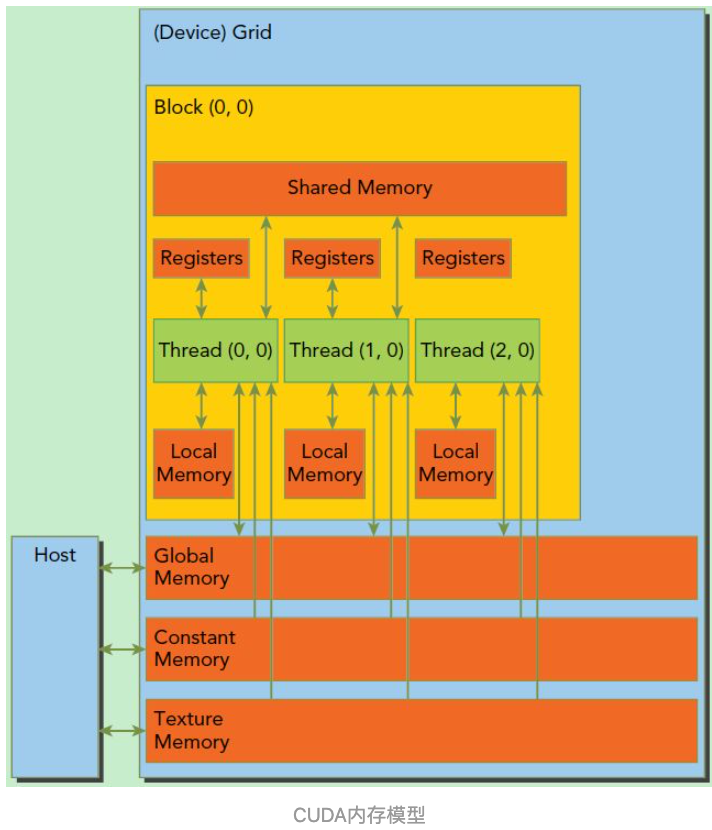 (Device) Grid
Block (0, 0)
Shared Memory
Registers
Registers
Registers
Thread (0, 0)
Thread (1, 0)
Thread (2, 0)
Local
Memory
Local
Memory
Local
Memory
Host
Global
Memory
Constant
Memory
Texture
Memory
CUDA内存模型